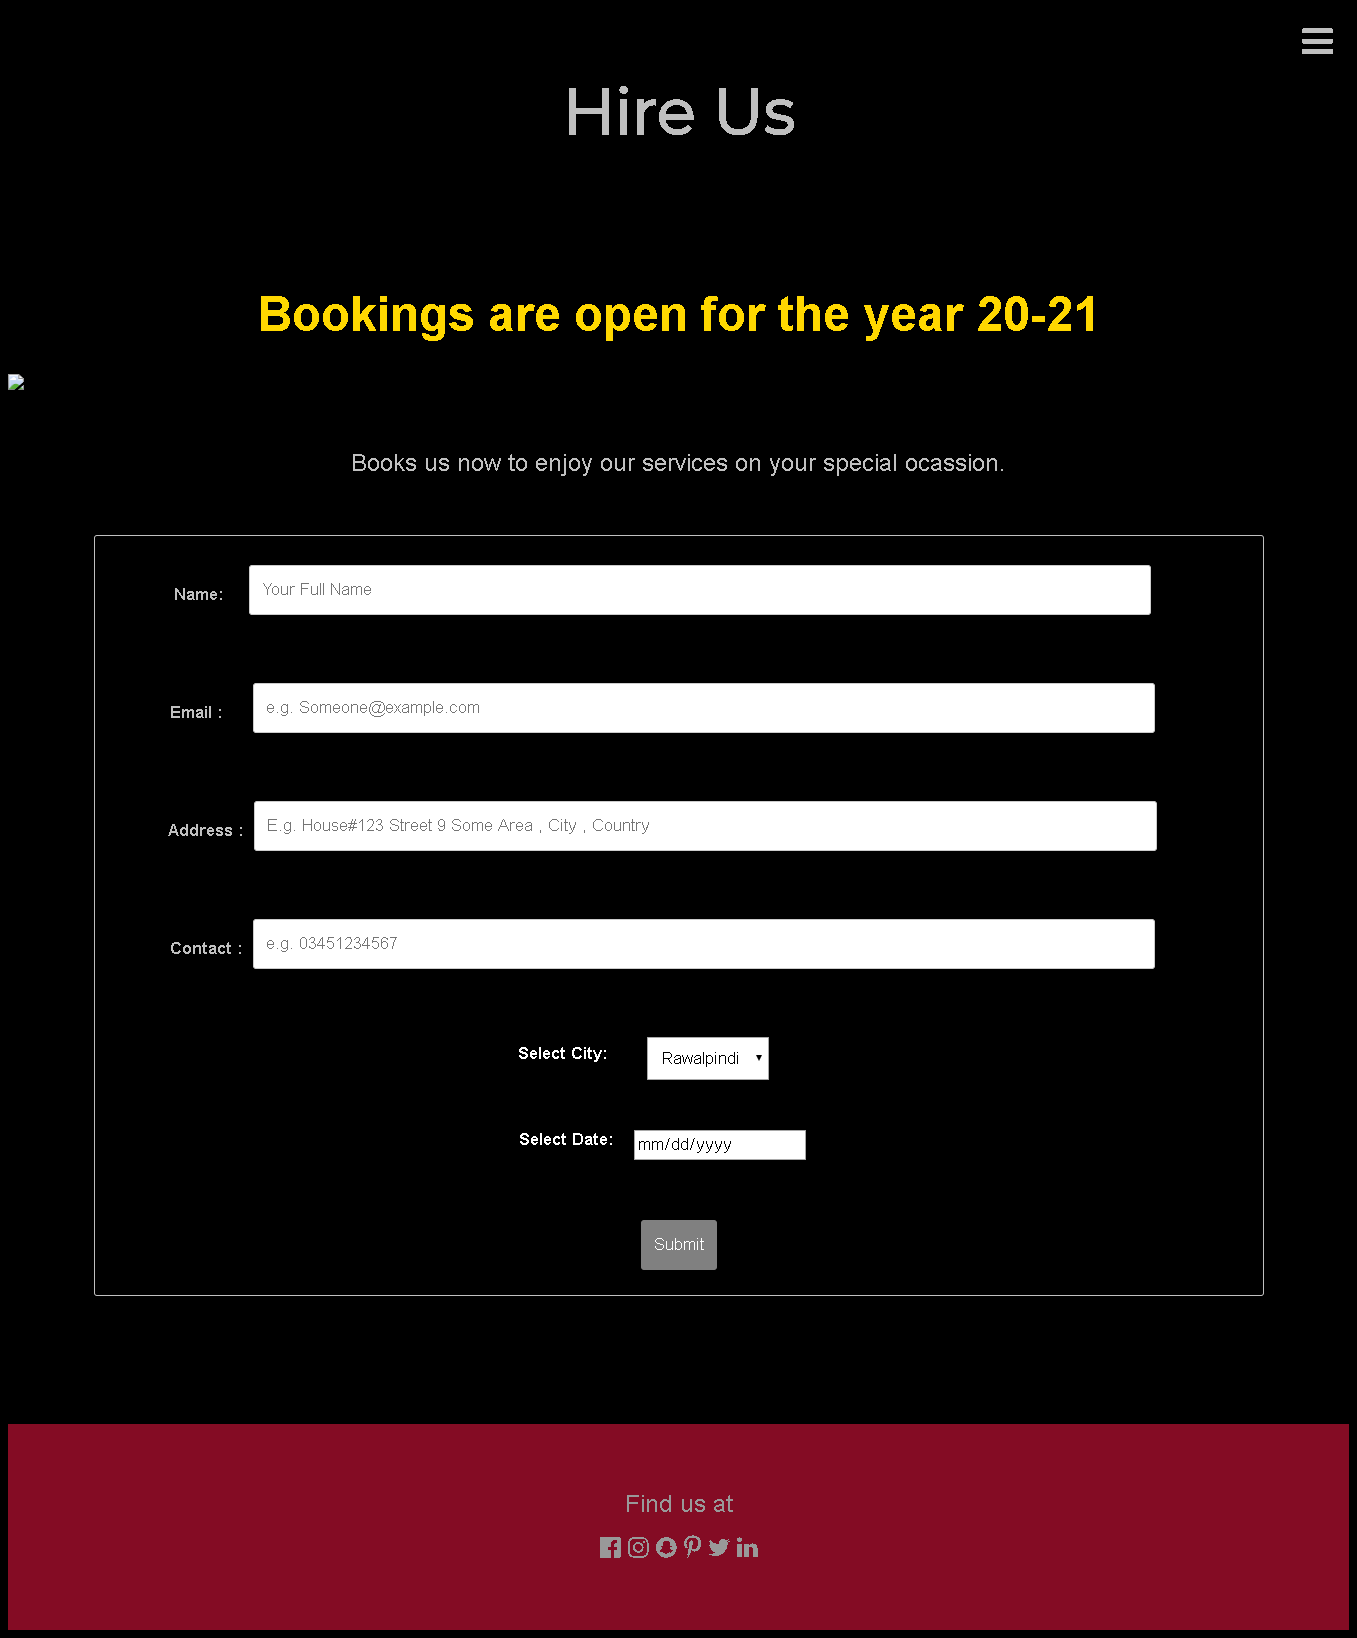 Hire Us
Bookings are open for the year 20-21
Books us now to enjoy our services on your special ocassion.
Name: Your Full Name
Email : e.g. Someone@example.com
Address : E.g. House#123 Street 9 Some Area , City , Country
Contact : e.g. 03451234567
Select City: Rawalpindi
Select Date: mm/dd/yyyy
Submit
Find us at